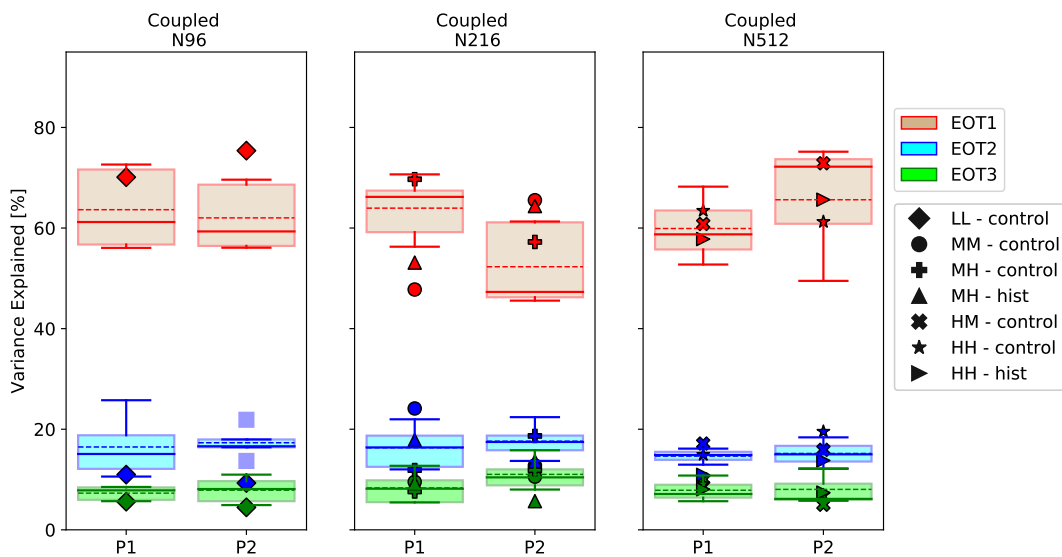 Coupled
N96
Coupled
N216
Coupled
N512
Variance Explained [%]
80
60
40
20
0
P1
P2
P1
P2
P1
P2
EOT1
EOT2
EOT3
LL - control
MM - control
MH - control
MH - hist
HM - control
HH - control
HH - hist